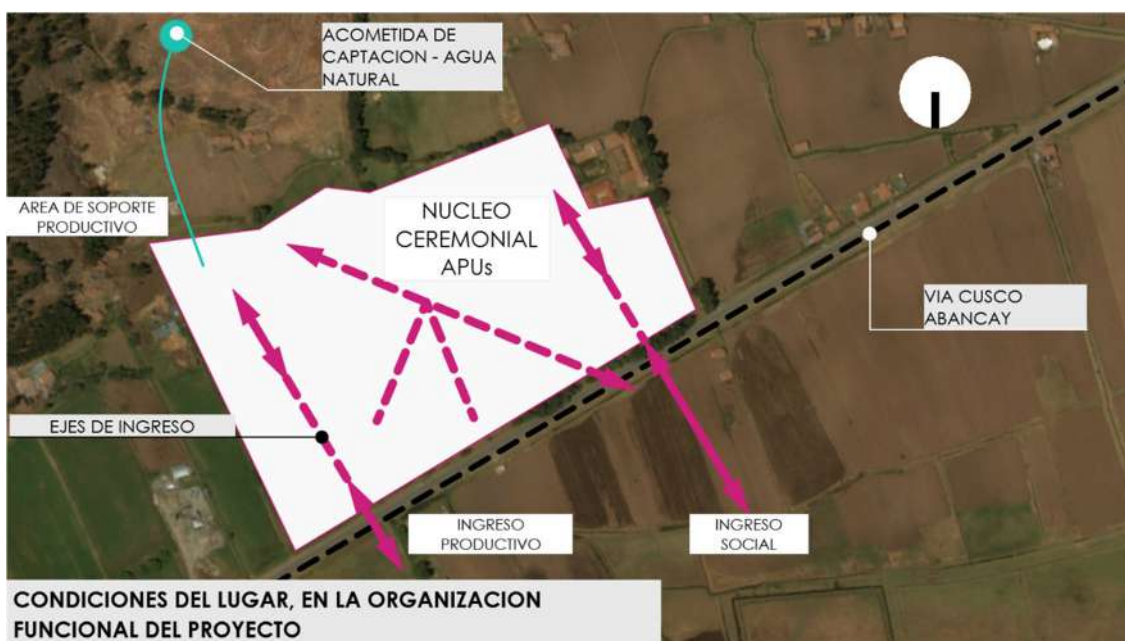 ACOMETIDA DE
CAPTACION - AGUA
NATURAL
AREA DE SOPORTE
PRODUCTIVO
NUCLEO
CEREMONIAL
APUs
VIA CUSCO
ABANCAY
EJES DE INGRESO
INGRESO
PRODUCTIVO
INGRESO
SOCIAL
CONDICIONES DEL LUGAR, EN LA ORGANIZACION
FUNCIONAL DEL PROYECTO